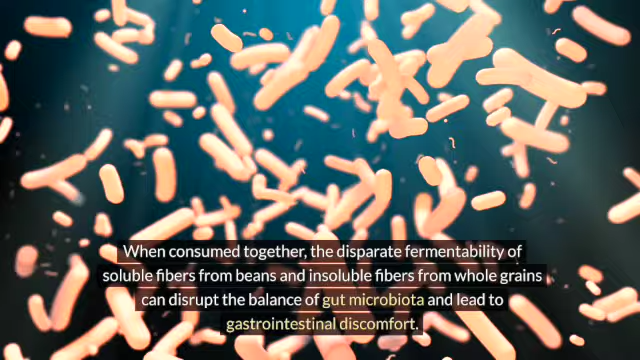 When consumed together, the disparate fermentability of
soluble fibers from beans and insoluble fibers from whole grains
can disrupt the balance of gut microbiota and lead to
gastrointestinal discomfort.